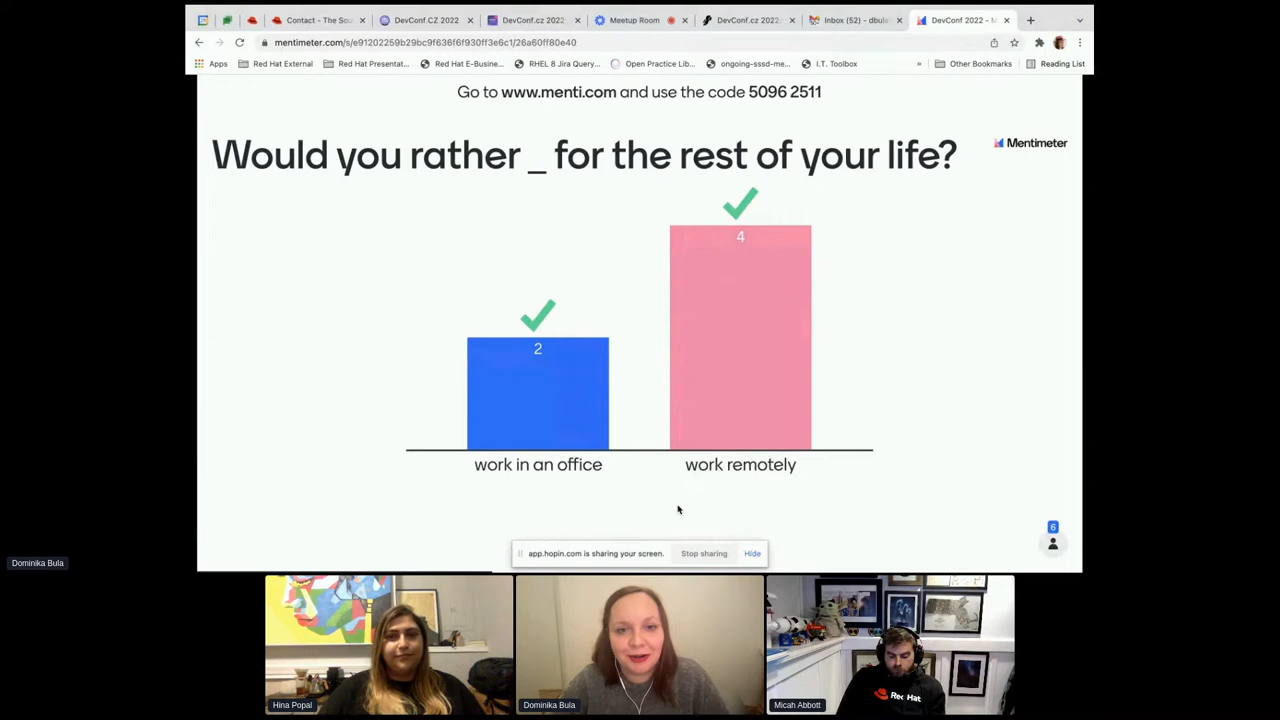 Contact - The Sou
DevConf.CZ 2022
DevConf.cz 2022
Meetup Room
DevConf.cz 2022
Inbox (52) - dbule
DevConf 2022 - M
mentimeter.com/s/e91202259b29bc9f636f6f930ff3e6c1/26a60ff80e40
Apps
Red Hat External
Red Hat Presentat...
Red Hat E-Busine...
RHEL 8 Jira Query...
Open Practice Lib...
ongoing-sssd-me...
I.T. Toolbox
»
Other Bookmarks
Reading List
Go to www.menti.com and use the code 5096 2511
Would you rather _ for the rest of your life?
Mentimeter
4
2
work in an office
work remotely
6
app.hopin.com is sharing your screen.
Stop sharing
Hide
Dominika Bula
Hina Popal
Dominika Bula
Micah Abbott
Red Hat